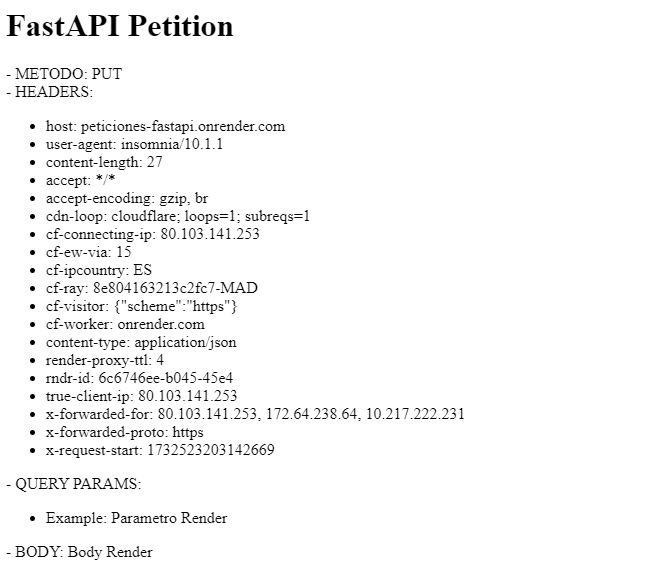 FastAPI Petition
- METODO: PUT
- HEADERS:
• host: peticiones-fastapi.onrender.com
• user-agent: insomnia/10.1.1
• content-length: 27
• accept: */*
• accept-encoding: gzip, br
• cdn-loop: cloudflare; loops=1; subreqs=1
• cf-connecting-ip: 80.103.141.253
• cf-ew-via: 15
• cf-ipcountry: ES
• cf-ray: 8e804163213c2fc7-MAD
• cf-visitor: {"scheme":"https"}
• cf-worker: onrender.com
• content-type: application/json
• render-proxy-ttl: 4
• rndr-id: 6c6746ee-b045-45e4
• true-client-ip: 80.103.141.253
• x-forwarded-for: 80.103.141.253, 172.64.238.64, 10.217.222.231
• x-forwarded-proto: https
• x-request-start: 1732523203142669
- QUERY PARAMS:
• Example: Parametro Render
- BODY: Body Render